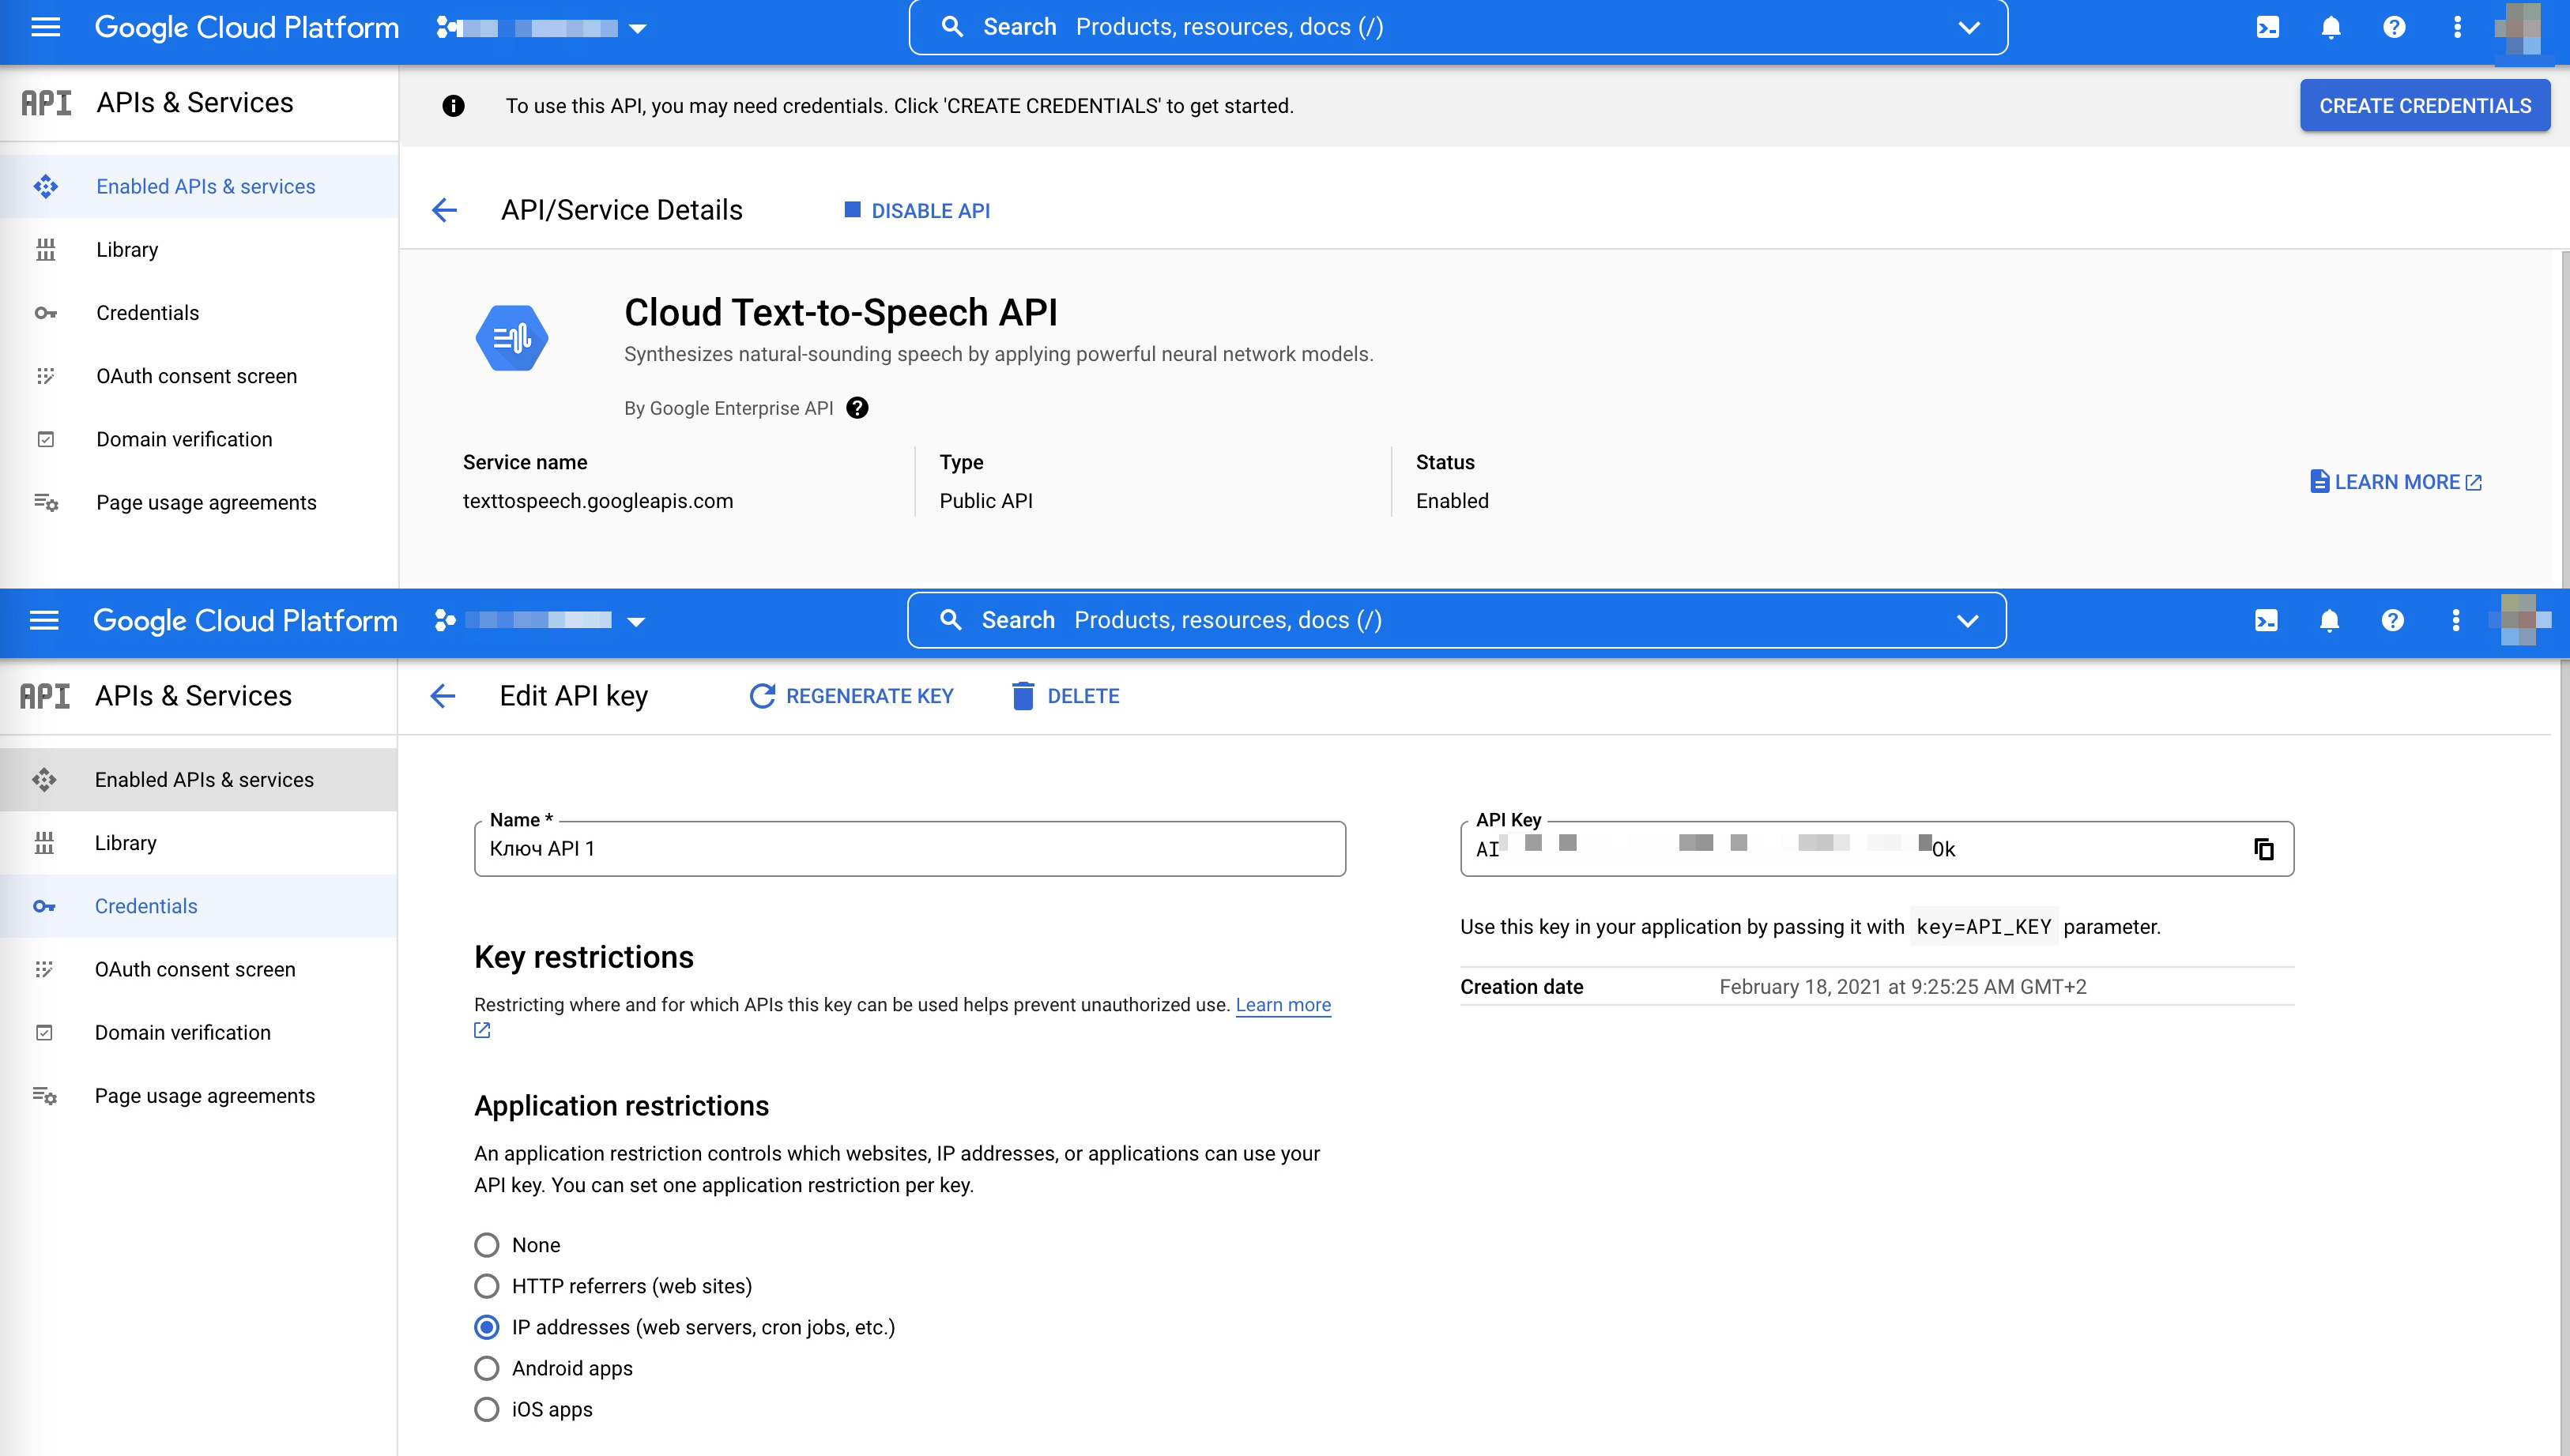 Google Cloud Platform
Search Products, resources, docs (/)
API APIs & Services
To use this API, you may need credentials. Click 'CREATE CREDENTIALS' to get started.
CREATE CREDENTIALS
Enabled APIs & services
Library
Credentials
OAuth consent screen
Domain verification
Page usage agreements
API/Service Details
DISABLE API
Cloud Text-to-Speech API
Synthesizes natural-sounding speech by applying powerful neural network models.
By Google Enterprise API
Service name
texttospeech.googleapis.com
Type
Public API
Status
Enabled
LEARN MORE
Google Cloud Platform
Search Products, resources, docs (/)
API APIs & Services
Enabled APIs & services
Library
Credentials
OAuth consent screen
Domain verification
Page usage agreements
Edit API key
REGENERATE KEY
DELETE
Name *
Ключ API 1
Key restrictions
Restricting where and for which APIs this key can be used helps prevent unauthorized use. Learn more
Application restrictions
An application restriction controls which websites, IP addresses, or applications can use your
API key. You can set one application restriction per key.
None
HTTP referrers (web sites)
IP addresses (web servers, cron jobs, etc.)
Android apps
iOS apps
API Key
Use this key in your application by passing it with key=API_KEY parameter.
Creation date
February 18, 2021 at 9:25:25 AM GMT+2